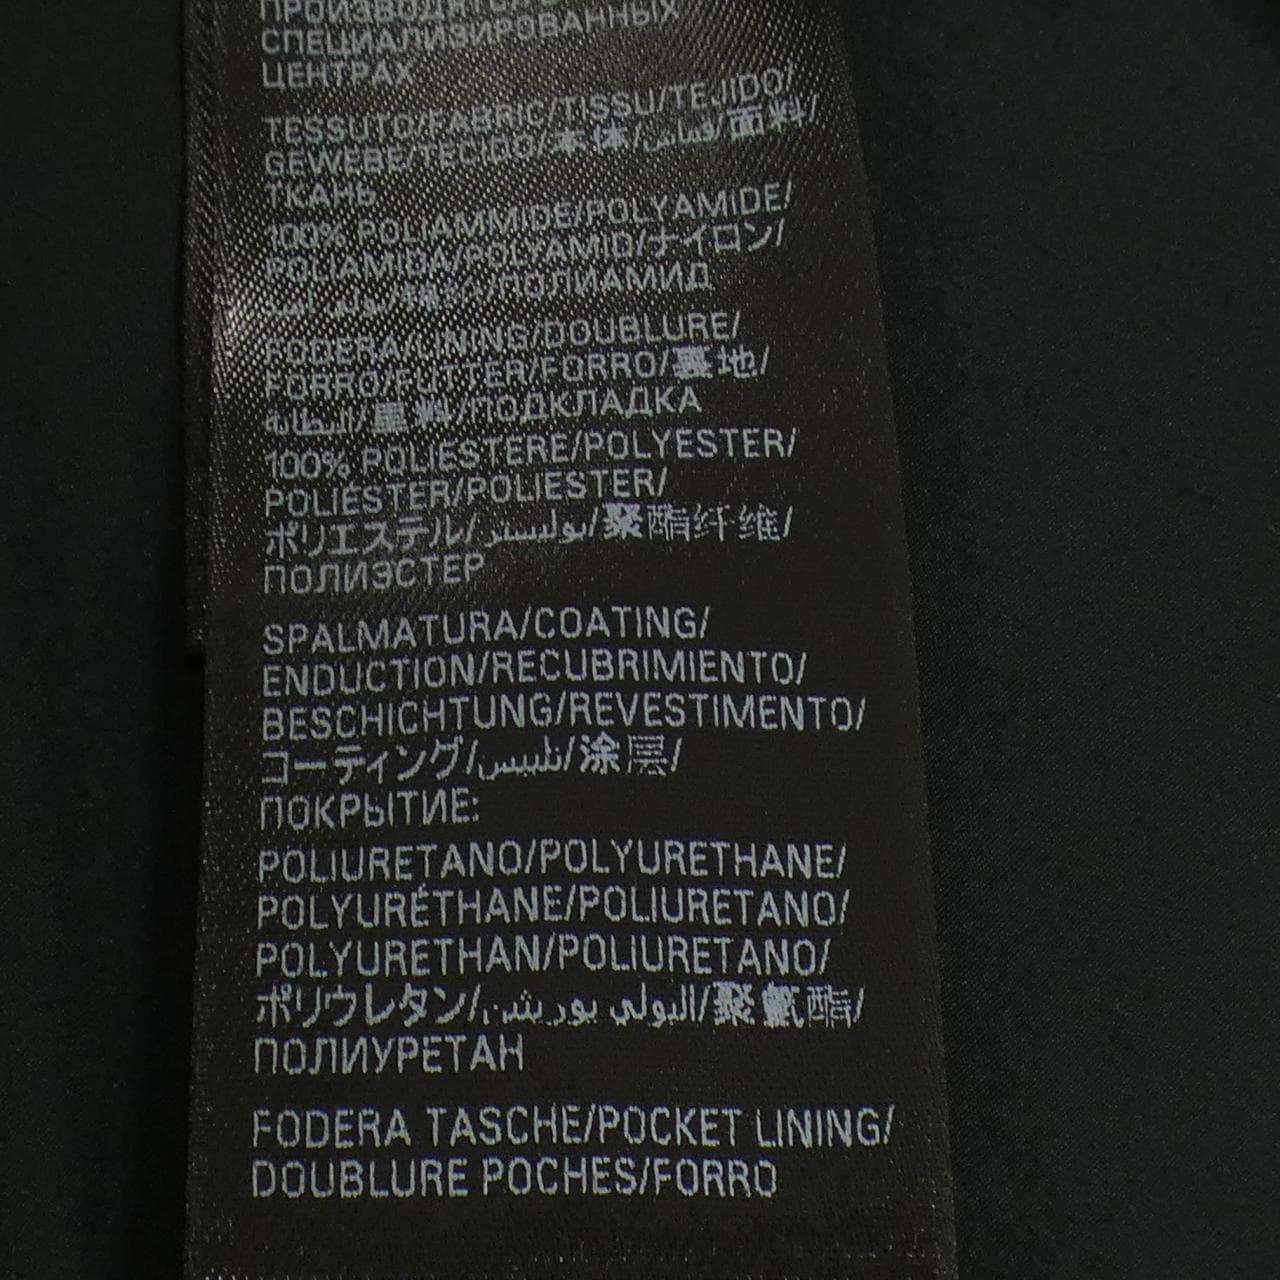 ПРОИЗВОДЯТСЯ В
СПЕЦИАЛИЗИРОВАННЫХ
ЦЕНТРАХ
TESSUTO/FABRIC/TISSU/TEJIDO/
GEWEBE/TECIDO/本体/قماش/面料/
ТКАНЬ
100% POLIAMMIDE/POLYAMIDE/
POLIAMIDA/POLYAMID/ナイロン/
ПОЛИАМИД
FODERA/LINING/DOUBLURE/
FORRO/FUTTER/FORRO/裏地/
البطانة/里料/ПОДКЛАДКА
100% POLIESTERE/POLYESTER/
POLIÉSTER/POLIESTER/
ポリエステル/بوليستر/聚酯纤维/
ПОЛИЭСТЕР
SPALMATURA/COATING/
ENDUCTION/RECUBRIMIENTO/
BESCHICHTUNG/REVESTIMENTO/
コーティング/تلبيس/涂层/
ПОКРЫТИЕ:
POLIURETANO/POLYURETHANE/
POLYURÉTHANE/POLIURETANO/
POLYURETHAN/POLIURETANO/
ポリウレタン/البولي يوريثين/聚氨酯/
ПОЛИУРЕТАН
FODERA TASCHE/POCKET LINING/
DOUBLURE POCHES/FORRO